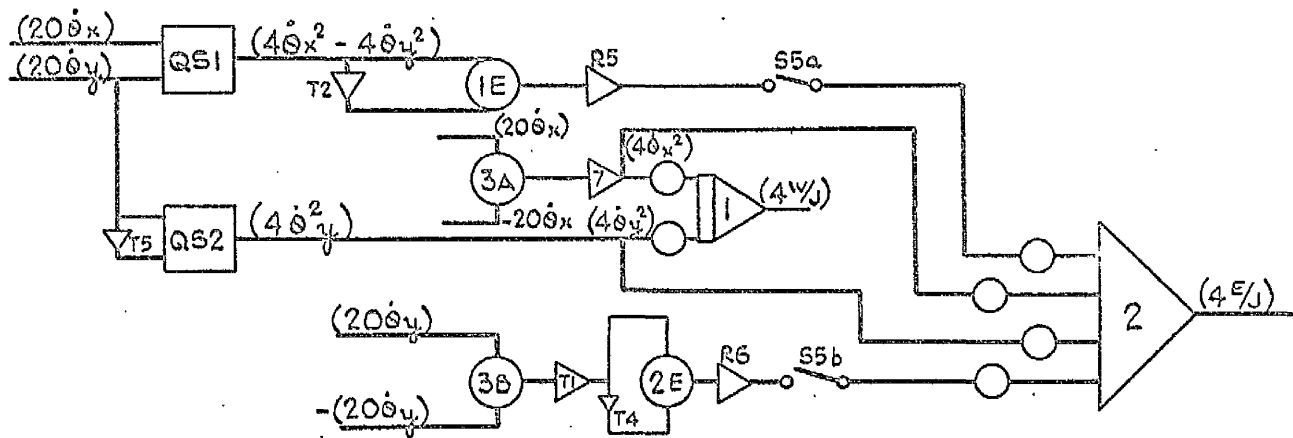 (20θ̇x)
(20θ̇y)
QS1
(4θ̇x² - 4θ̇y²)
T2
1E
R5
S5a
(20θ̇x)
3A
-20θ̇x
7
(4θ̇x²)
1
(4W/J)
T5
QS2
(4θ̇²y)
(4θ̇y²)
2
(4E/J)
(20θ̇y)
3B
-(20θ̇y)
T1
T4
2E
R6
S5b